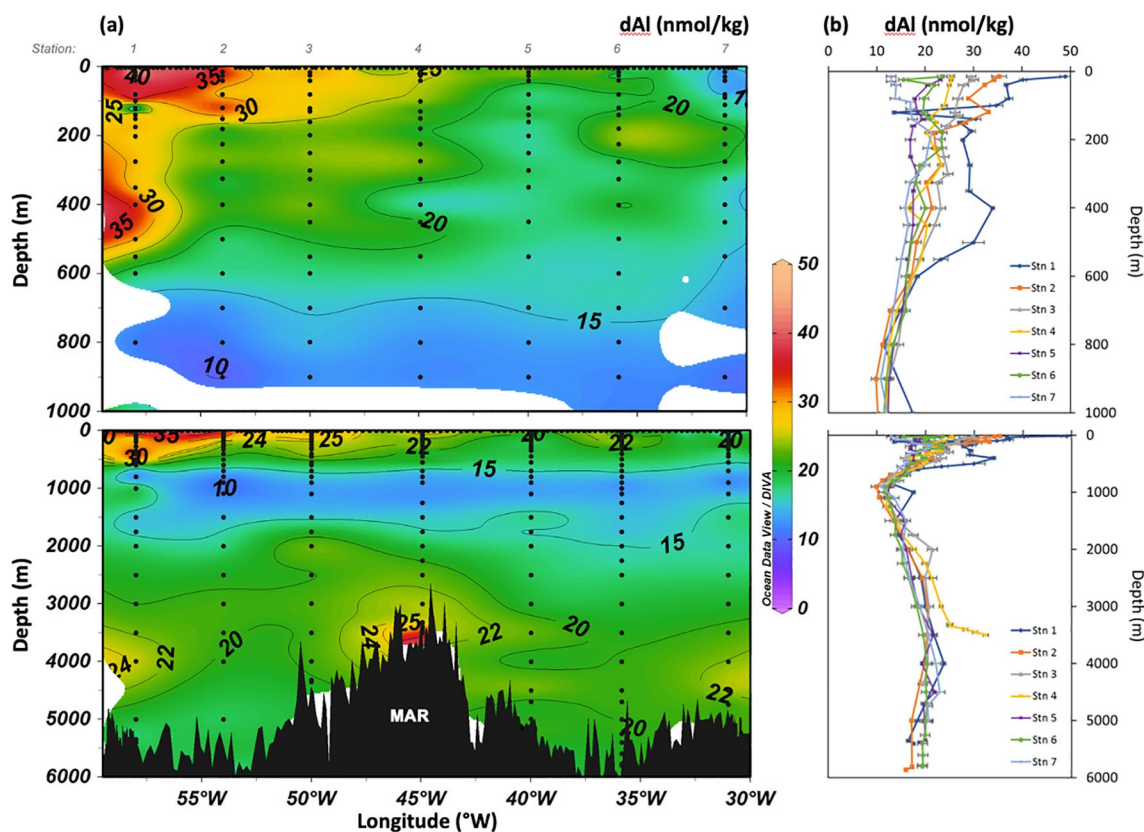 (a)
dAl (nmol/kg)
Station: 1 2 3 4 5 6 7
0
200
400
600
800
1000
Depth (m)
40 35 25
25 30 20
30
35
20
15
10
0
1000
2000
3000
4000
5000
6000
Depth (m)
35 24 25 22 20 22 20
30
15
10
15
25
24 22 20
24 22 20
22
20
MAR
55°W 50°W 45°W 40°W 35°W 30°W
Longitude (°W)
50
40
30
20
10
0
Ocean Data View / DIVA
(b)
dAl (nmol/kg)
0 10 20 30 40 50
0
200
400
600
800
1000
Depth (m)
Stn 1
Stn 2
Stn 3
Stn 4
Stn 5
Stn 6
Stn 7
0
1000
2000
3000
4000
5000
6000
Depth (m)
Stn 1
Stn 2
Stn 3
Stn 4
Stn 5
Stn 6
Stn 7